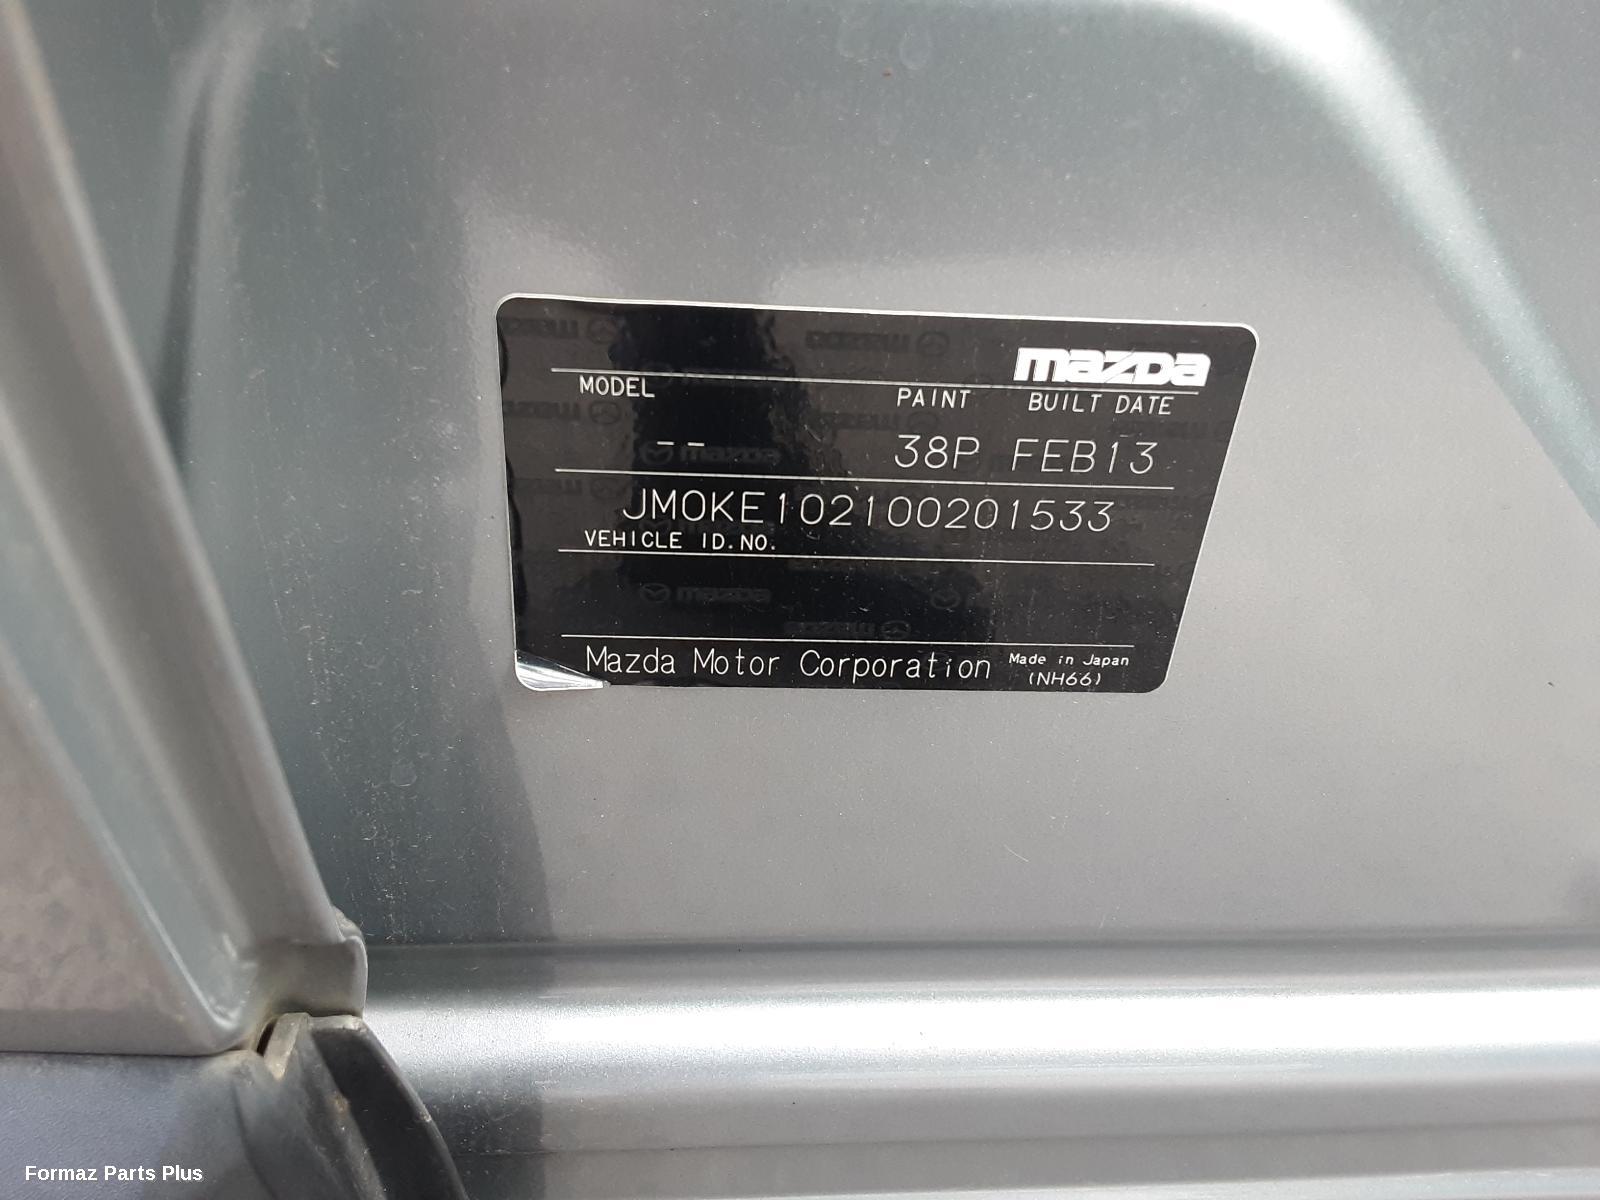 mazda
MODEL PAINT BUILT DATE
-- 38P FEB13
JM0KE102100201533
VEHICLE ID.NO.
Mazda Motor Corporation Made in Japan
(NH66)
Formaz Parts Plus